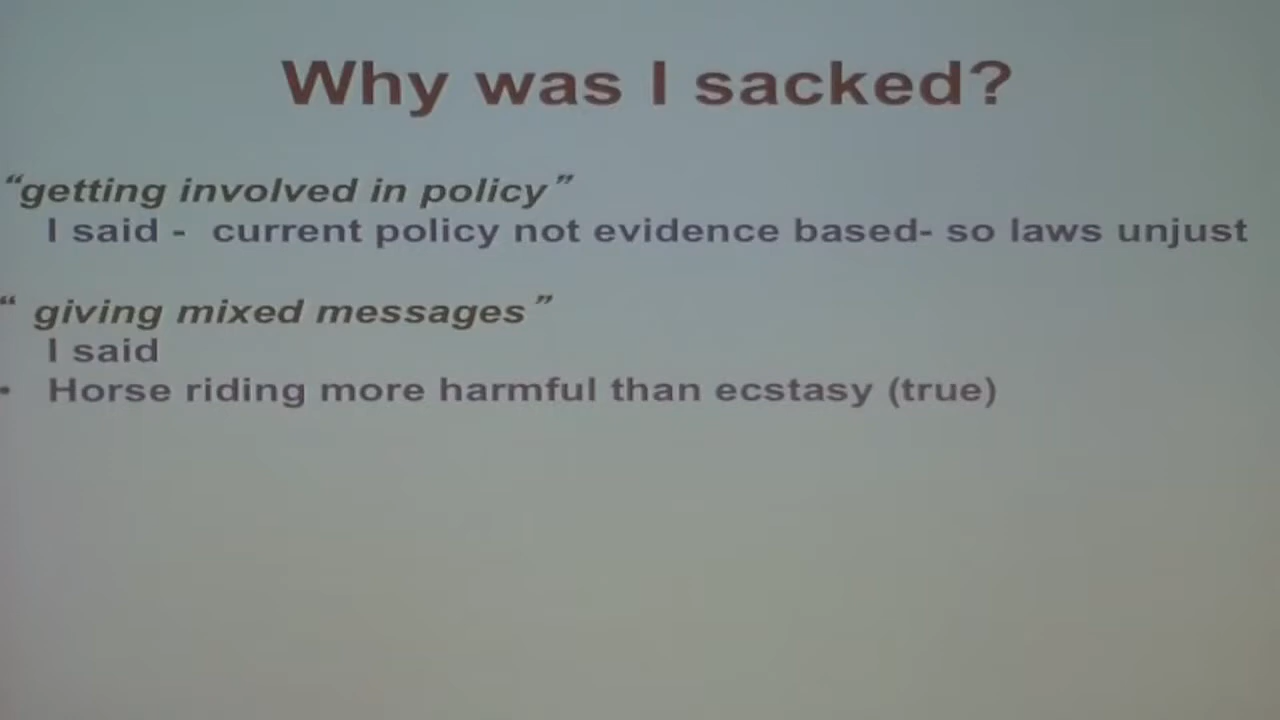 Why was I sacked?
“getting involved in policy”
I said - current policy not evidence based- so laws unjust
“ giving mixed messages”
I said
• Horse riding more harmful than ecstasy (true)